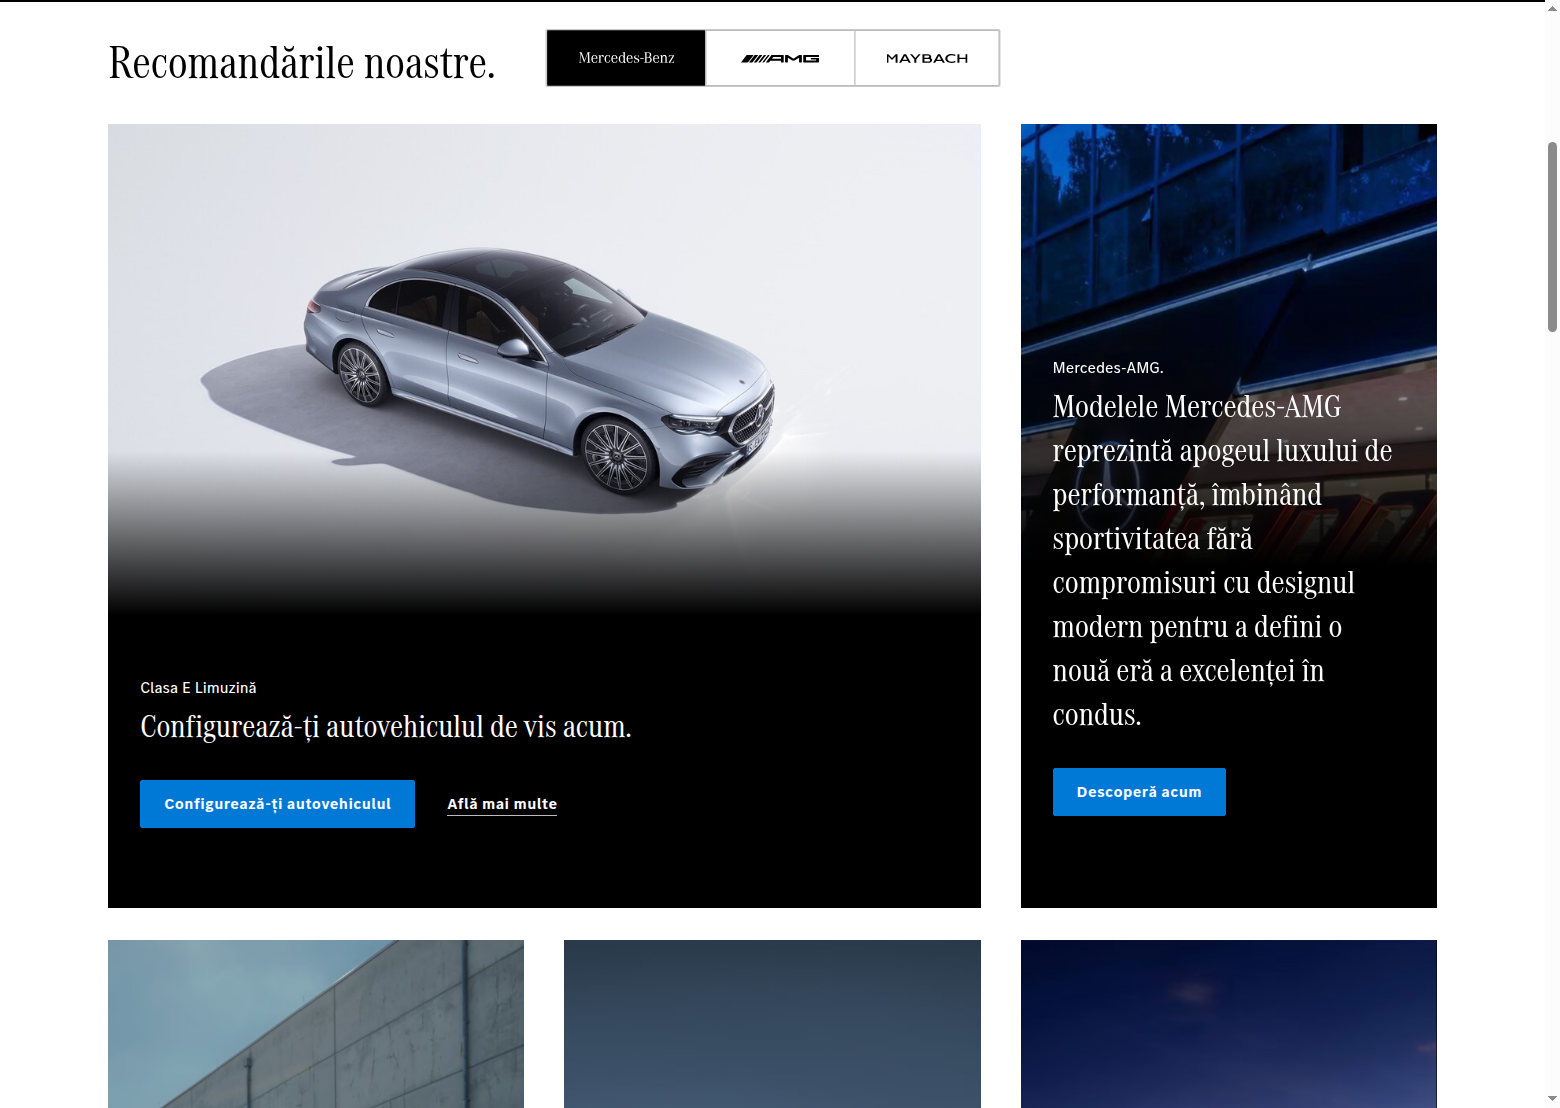 Recomandările noastre.
Mercedes-Benz
AMG
MAYBACH
Clasa E Limuzină
Configurează-ți autovehiculul de vis acum.
Configurează-ți autovehiculul
Află mai multe
Mercedes-AMG.
Modelele Mercedes-AMG
reprezintă apogeul luxului de
performanță, îmbinând
sportivitatea fără
compromisuri cu designul
modern pentru a defini o
nouă eră a excelenței în
condus.
Descoperă acum